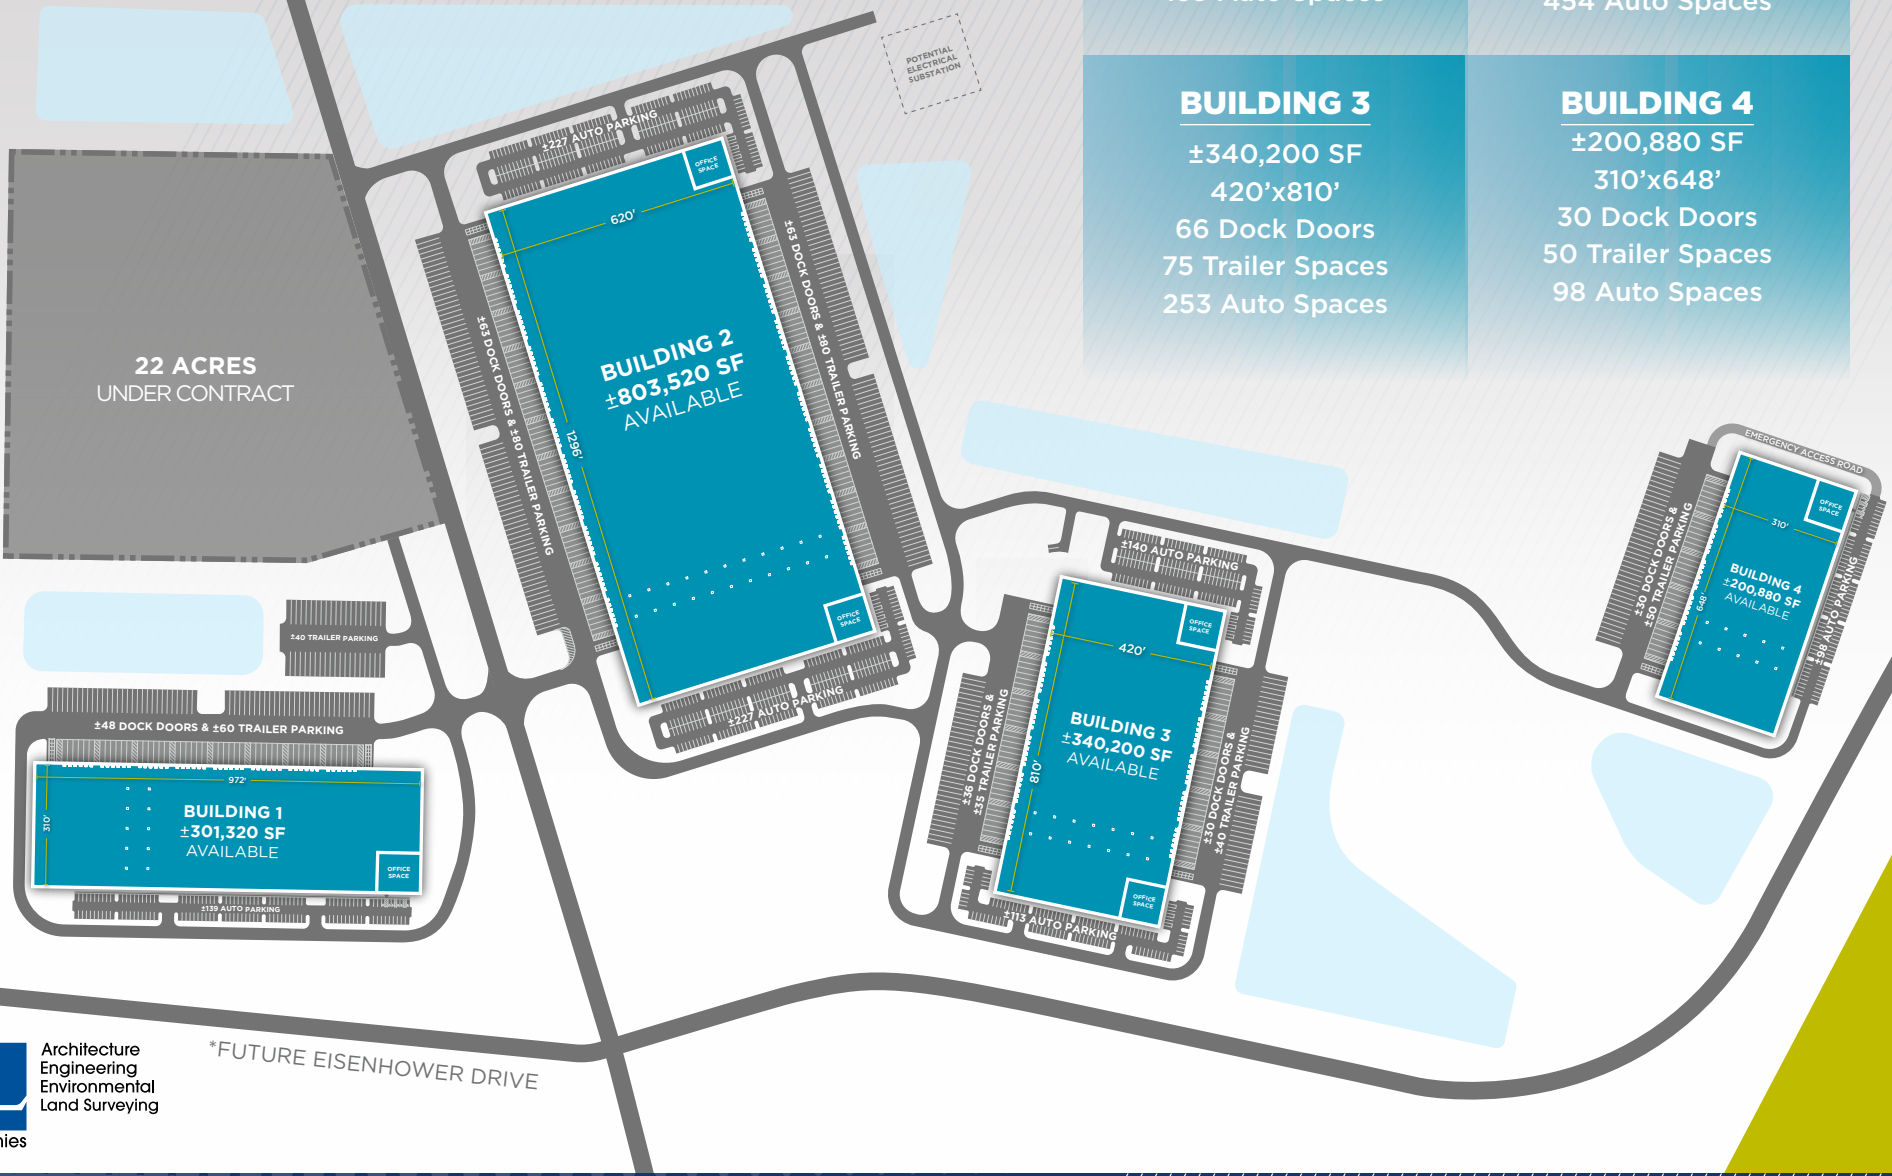 454 Auto Spaces
POTENTIAL
ELECTRICAL
SUBSTATION
BUILDING 3
±340,200 SF
420’x810’
66 Dock Doors
75 Trailer Spaces
253 Auto Spaces
BUILDING 4
±200,880 SF
310’x648’
30 Dock Doors
50 Trailer Spaces
98 Auto Spaces
22 ACRES
UNDER CONTRACT
±227 AUTO PARKING
OFFICE
SPACE
620’
±63 DOCK DOORS & ±80 TRAILER PARKING
±63 DOCK DOORS & ±80 TRAILER PARKING
BUILDING 2
±803,520 SF
AVAILABLE
1296’
OFFICE
SPACE
±227 AUTO PARKING
±40 TRAILER PARKING
±48 DOCK DOORS & ±60 TRAILER PARKING
972’
310’
BUILDING 1
±301,320 SF
AVAILABLE
OFFICE
SPACE
±139 AUTO PARKING
±140 AUTO PARKING
OFFICE
SPACE
420’
±36 DOCK DOORS &
±35 TRAILER PARKING
BUILDING 3
±340,200 SF
AVAILABLE
810’
±30 DOCK DOORS &
±40 TRAILER PARKING
OFFICE
SPACE
±113 AUTO PARKING
EMERGENCY ACCESS ROAD
OFFICE
SPACE
310’
±30 DOCK DOORS &
±50 TRAILER PARKING
BUILDING 4
±200,880 SF
AVAILABLE
648’
±98 AUTO PARKING
*FUTURE EISENHOWER DRIVE
Architecture
Engineering
Environmental
Land Surveying